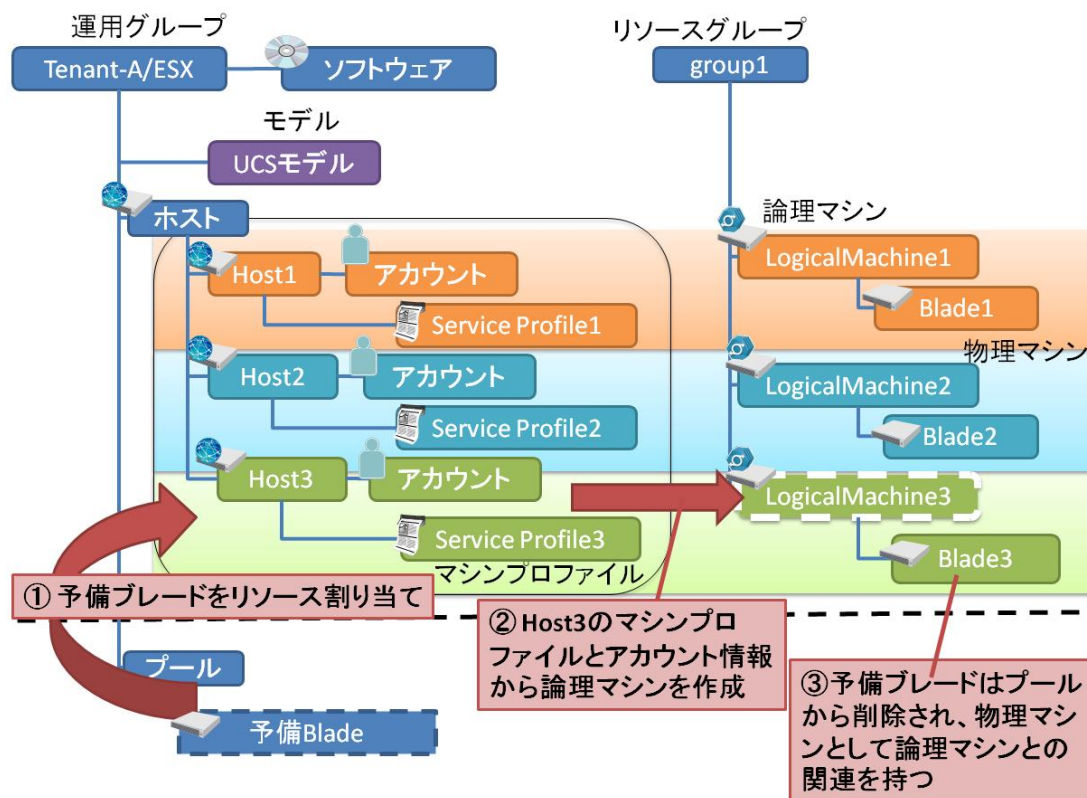 運用グループ
リソースグループ
Tenant-A/ESX
ソフトウェア
group1
モデル
UCSモデル
ホスト
論理マシン
Host1
アカウント
LogicalMachine1
Service Profile1
Blade1
物理マシン
Host2
アカウント
LogicalMachine2
Service Profile2
Blade2
Host3
アカウント
LogicalMachine3
Service Profile3
Blade3
マシンプロファイル
① 予備ブレードをリソース割り当て
② Host3のマシンプロ
ファイルとアカウント情報
から論理マシンを作成
③予備ブレードはプール
から削除され、物理マシ
ンとして論理マシンとの
関連を持つ
プール
予備Blade